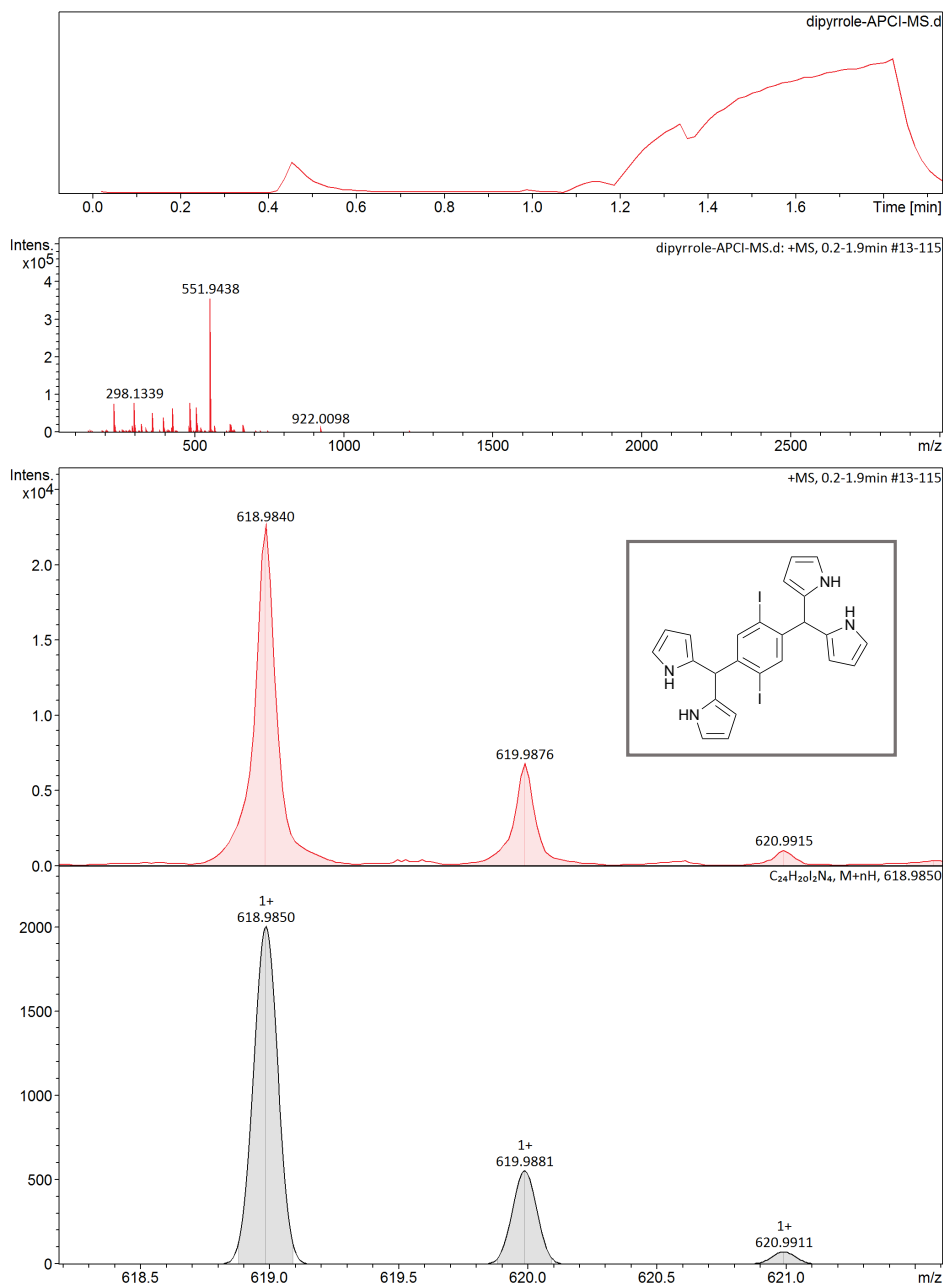 dipyrrole-APCI-MS.d
0.0 0.2 0.4 0.6 0.8 1.0 1.2 1.4 1.6 Time [min]
Intens.
x10⁵
dipyrrole-APCI-MS.d: +MS, 0.2-1.9min #13-115
4
551.9438
3
2
298.1339
1
922.0098
0
500 1000 1500 2000 2500 m/z
Intens.
x10⁴
+MS, 0.2-1.9min #13-115
618.9840
2.0
NH
I
H
N
1.5
N
H
I
HN
1.0
619.9876
0.5
620.9915
0.0
C₂₄H₂₀I₂N₄, M+nH, 618.9850
1+
618.9850
2000
1500
1000
1+
619.9881
500
1+
620.9911
0
618.5 619.0 619.5 620.0 620.5 621.0 m/z